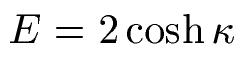 E = 2 cosh κ